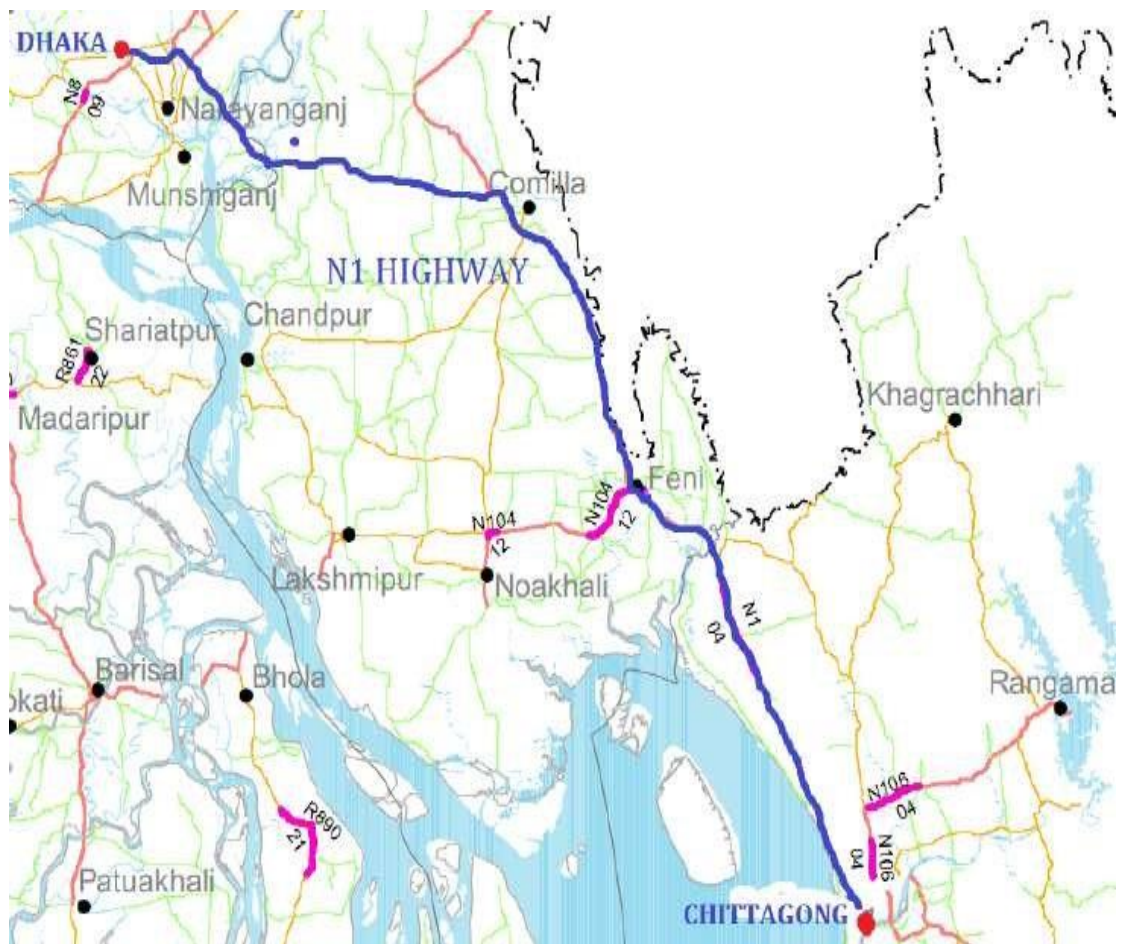 DHAKA
N8
09
Narayanganj
Munshiganj
Comilla
N1 HIGHWAY
Chandpur
Shariatpur
R861
22
Madaripur
Khagrachhari
Feni
N104
12
N104
12
Lakshmipur
Noakhali
N1
04
Barisal
Bhola
okati
Rangama
N106
04
R890
21
N106
04
Patuakhali
CHITTAGONG